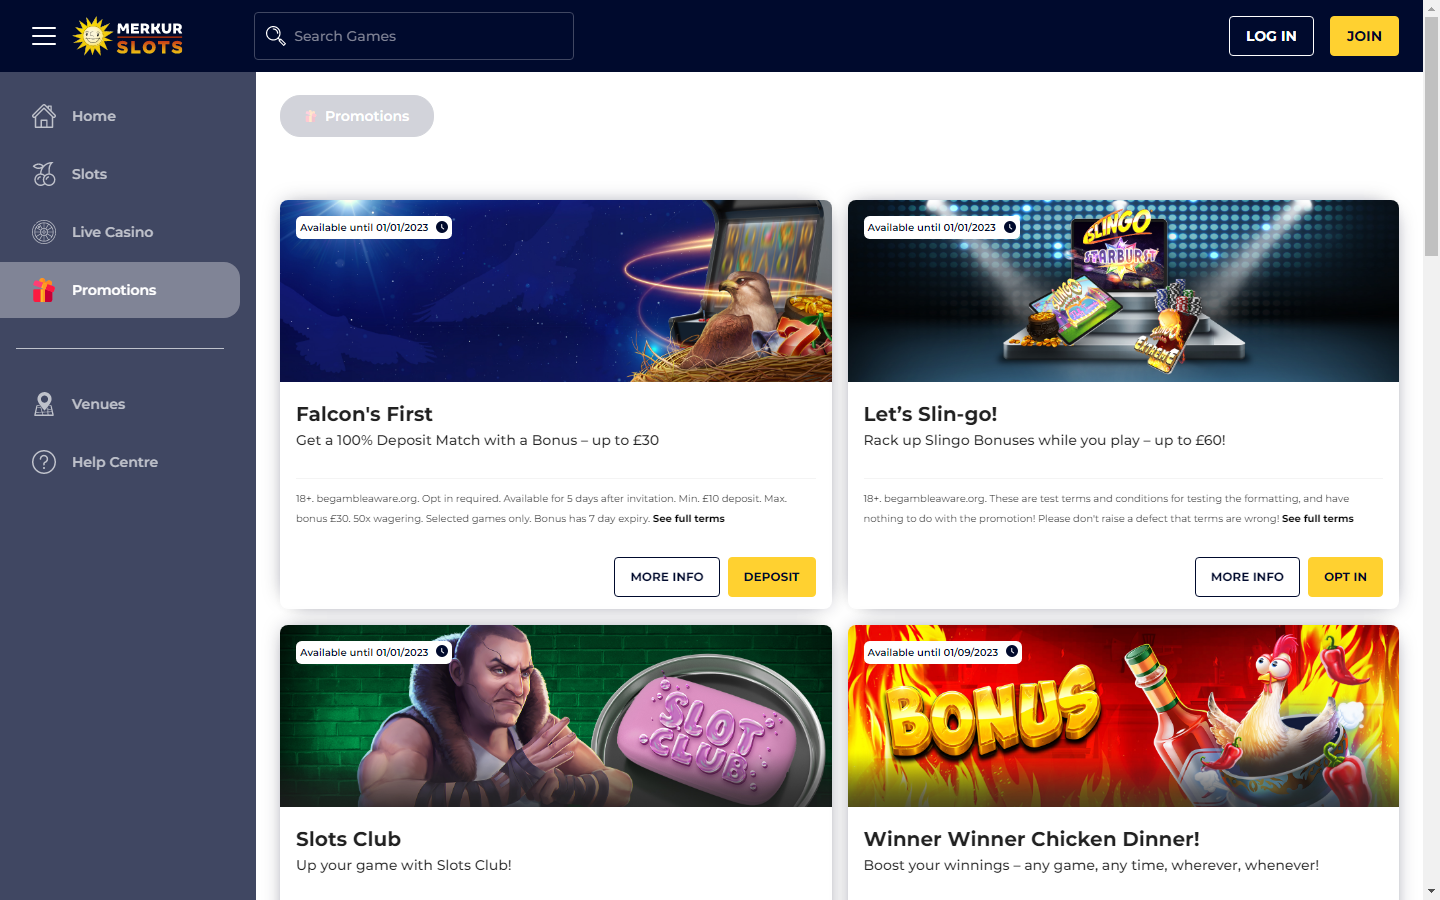 MERKUR
SLOTS
Search Games
LOG IN
JOIN
Home
Slots
Live Casino
Promotions
Venues
Help Centre
Promotions
Available until 01/01/2023
Falcon's First
Get a 100% Deposit Match with a Bonus – up to £30
18+. begambleaware.org. Opt in required. Available for 5 days after invitation. Min. £10 deposit. Max.
bonus £30. 50x wagering. Selected games only. Bonus has 7 day expiry. See full terms
MORE INFO
DEPOSIT
Available until 01/01/2023
SLINGO
STARBURST
SLINGO
SLINGO
EXTREME
Let’s Slin-go!
Rack up Slingo Bonuses while you play – up to £60!
18+. begambleaware.org. These are test terms and conditions for testing the formatting, and have
nothing to do with the promotion! Please don't raise a defect that terms are wrong! See full terms
MORE INFO
OPT IN
Available until 01/01/2023
SLOT
CLUB
Slots Club
Up your game with Slots Club!
Available until 01/09/2023
BONUS
Winner Winner Chicken Dinner!
Boost your winnings – any game, any time, wherever, whenever!